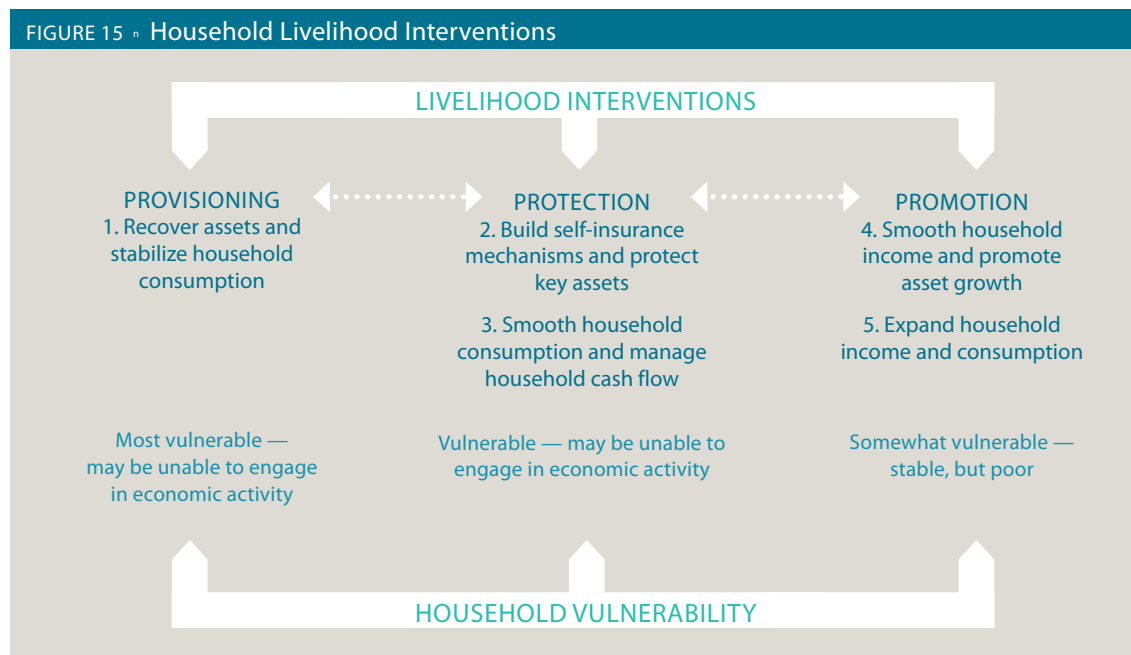 FIGURE 15 n Household Livelihood Interventions
LIVELIHOOD INTERVENTIONS
PROVISIONING
1. Recover assets and
stabilize household
consumption
PROTECTION
2. Build self-insurance
mechanisms and protect
key assets
3. Smooth household
consumption and manage
household cash flow
PROMOTION
4. Smooth household
income and promote
asset growth
5. Expand household
income and consumption
Most vulnerable —
may be unable to engage
in economic activity
Vulnerable — may be unable to
engage in economic activity
Somewhat vulnerable —
stable, but poor
HOUSEHOLD VULNERABILITY